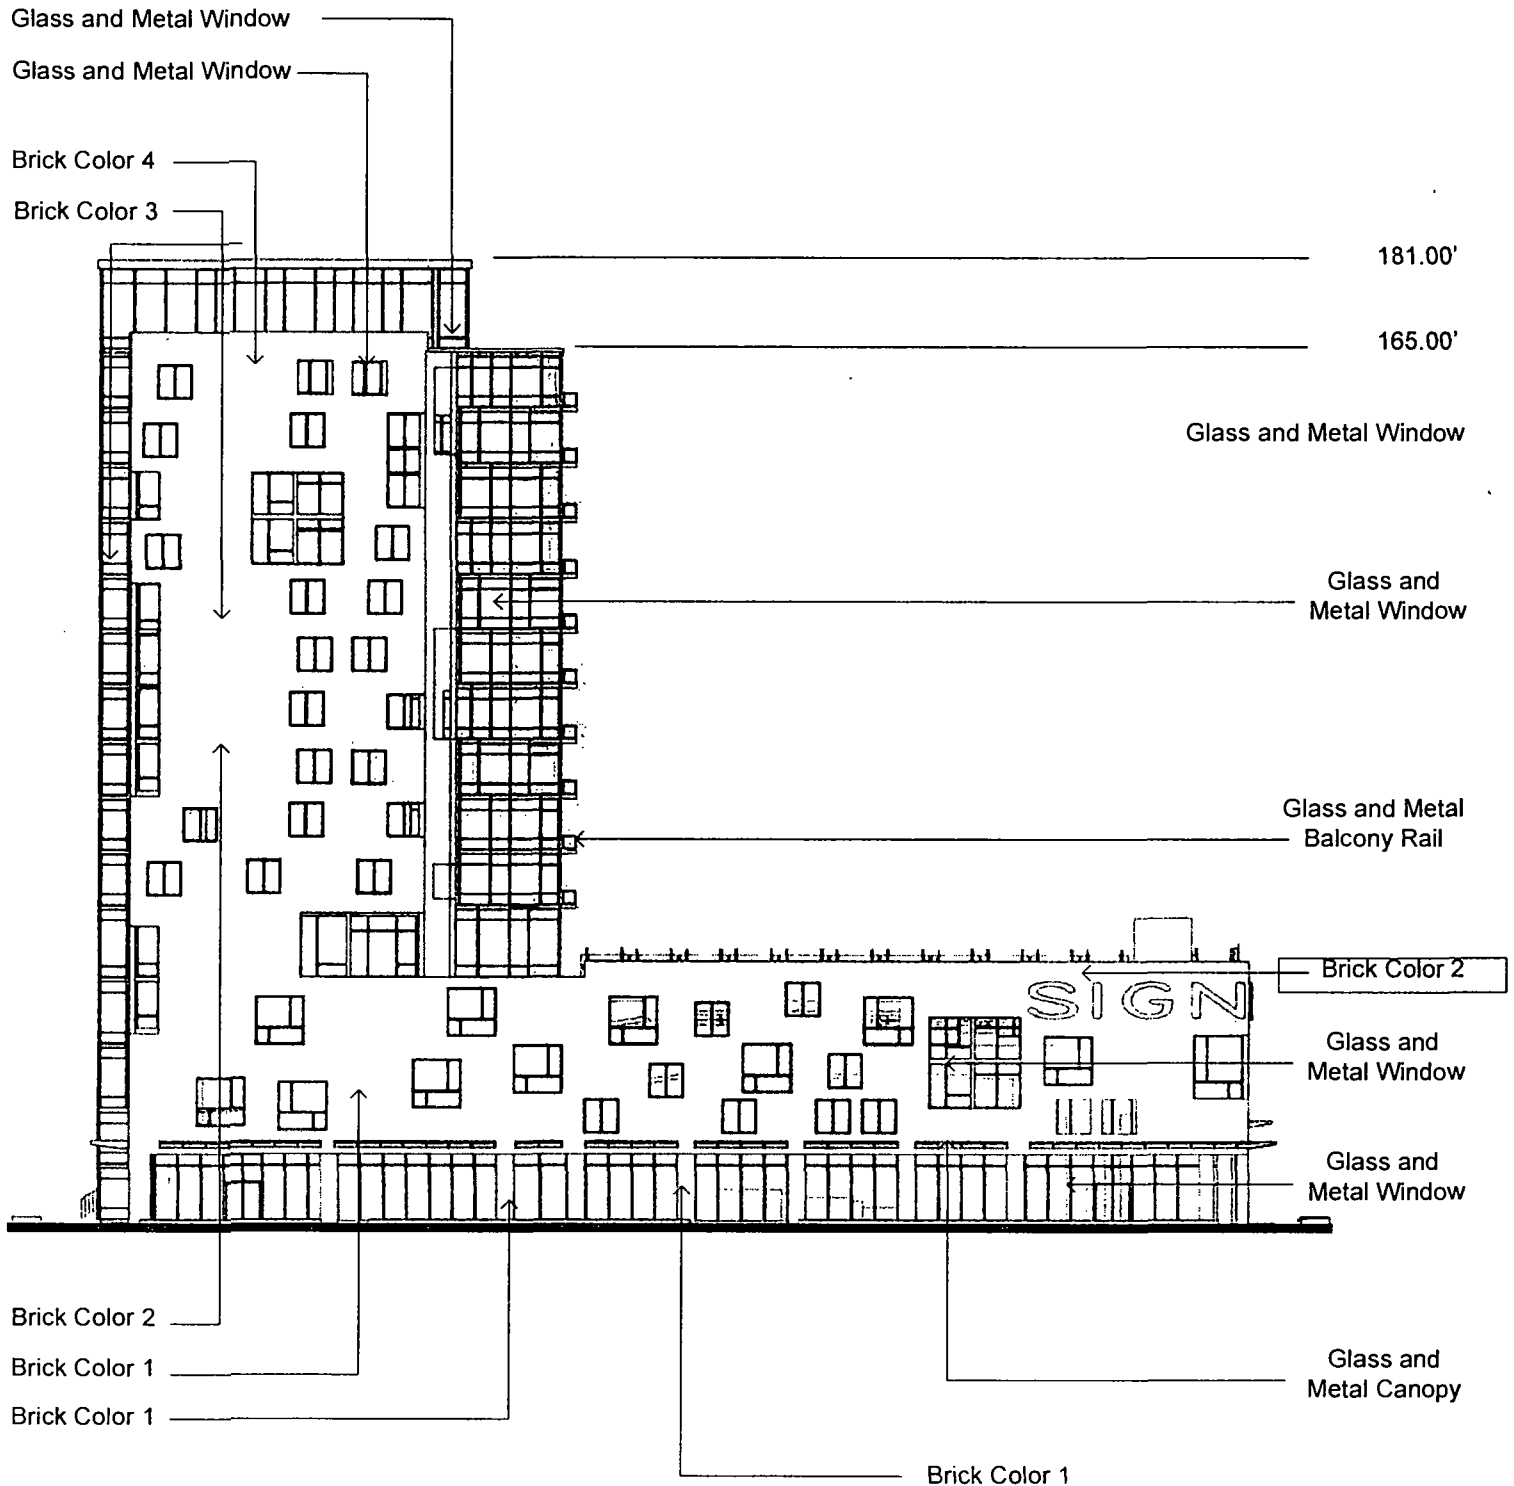 Glass and Metal Window
Glass and Metal Window
Brick Color 4
Brick Color 3
181.00'
165.00'
Glass and Metal Window
Glass and
Metal Window
Glass and Metal
Balcony Rail
Brick Color 2
SIGN
Glass and
Metal Window
Glass and
Metal Window
Brick Color 2
Brick Color 1
Glass and
Metal Canopy
Brick Color 1
Brick Color 1